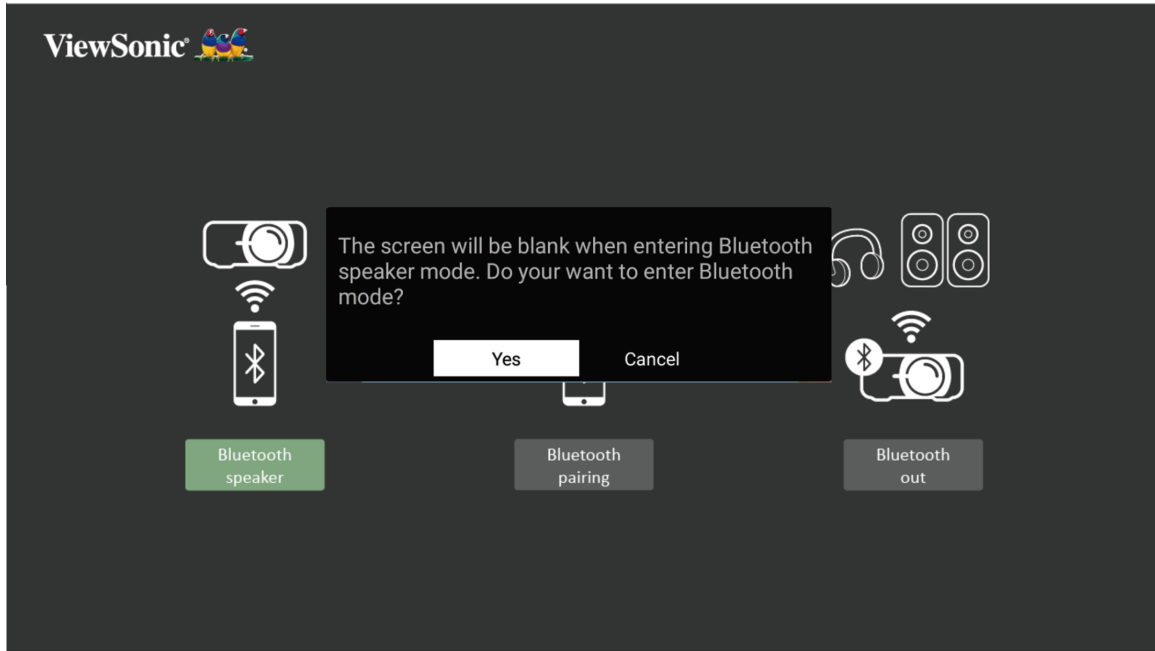 ViewSonic®
The screen will be blank when entering Bluetooth
speaker mode. Do your want to enter Bluetooth
mode?
Yes Cancel
Bluetooth
speaker
Bluetooth
pairing
Bluetooth
out